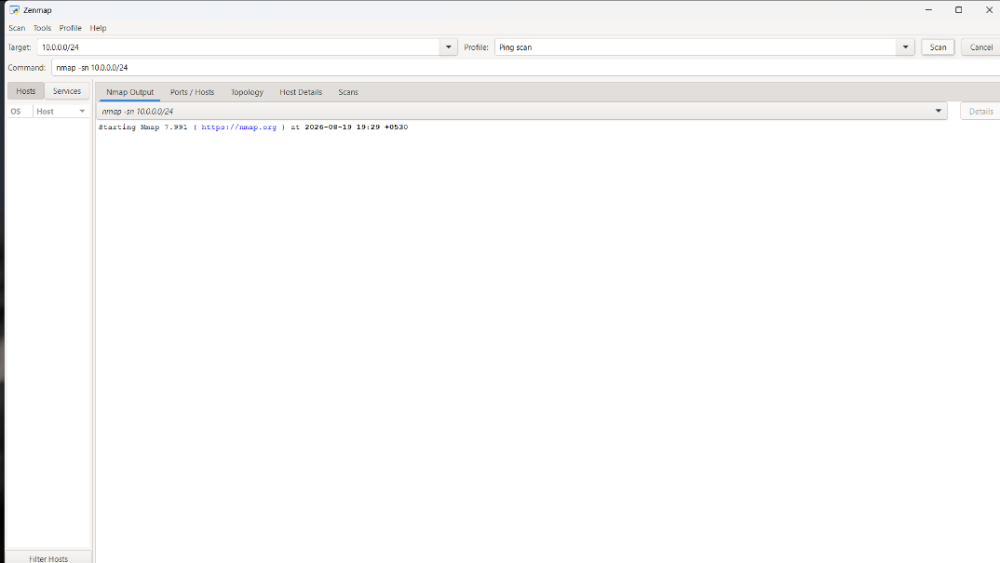 Zenmap
Scan Tools Profile Help
Target: 10.0.0.0/24 Profile: Ping scan Scan Cancel
Command: nmap -sn 10.0.0.0/24
Hosts Services Nmap Output Ports / Hosts Topology Host Details Scans
OS Host nmap -sn 10.0.0.0/24 Details
Starting Nmap 7.991 ( https://nmap.org ) at 2026-08-19 19:29 +0530
Filter Hosts